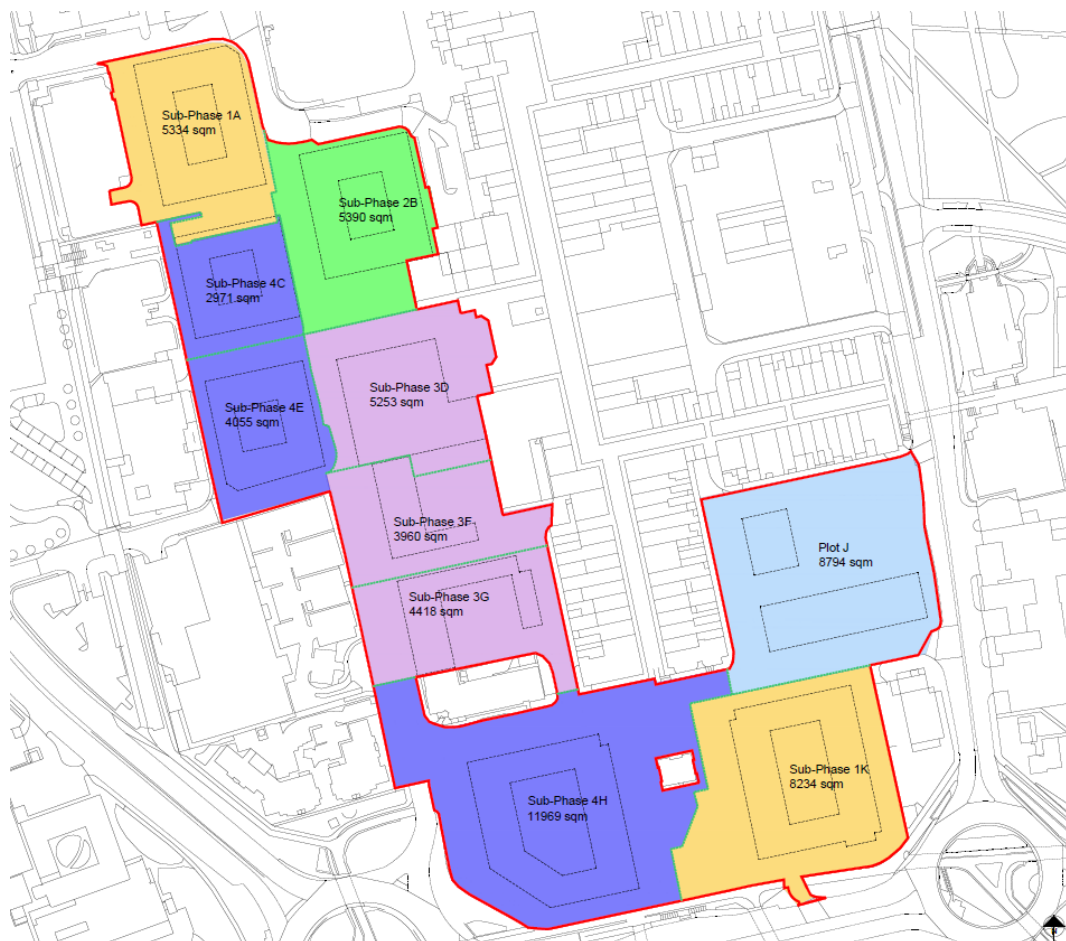 Sub-Phase 1A
5334 sqm
Sub-Phase 2B
5390 sqm
Sub-Phase 4C
2971 sqm
Sub-Phase 3D
5253 sqm
Sub-Phase 4E
4055 sqm
Sub-Phase 3F
3960 sqm
Plot J
8794 sqm
Sub-Phase 3G
4418 sqm
Sub-Phase 1K
8234 sqm
Sub-Phase 4H
11969 sqm